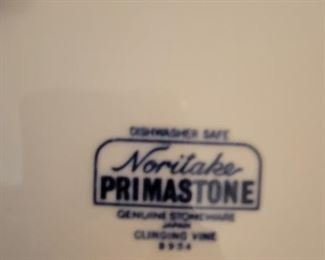 DISHWASHER SAFE
Noritake
PRIMASTONE
GENUINE STONEWARE
JAPAN
CLINGING VINE